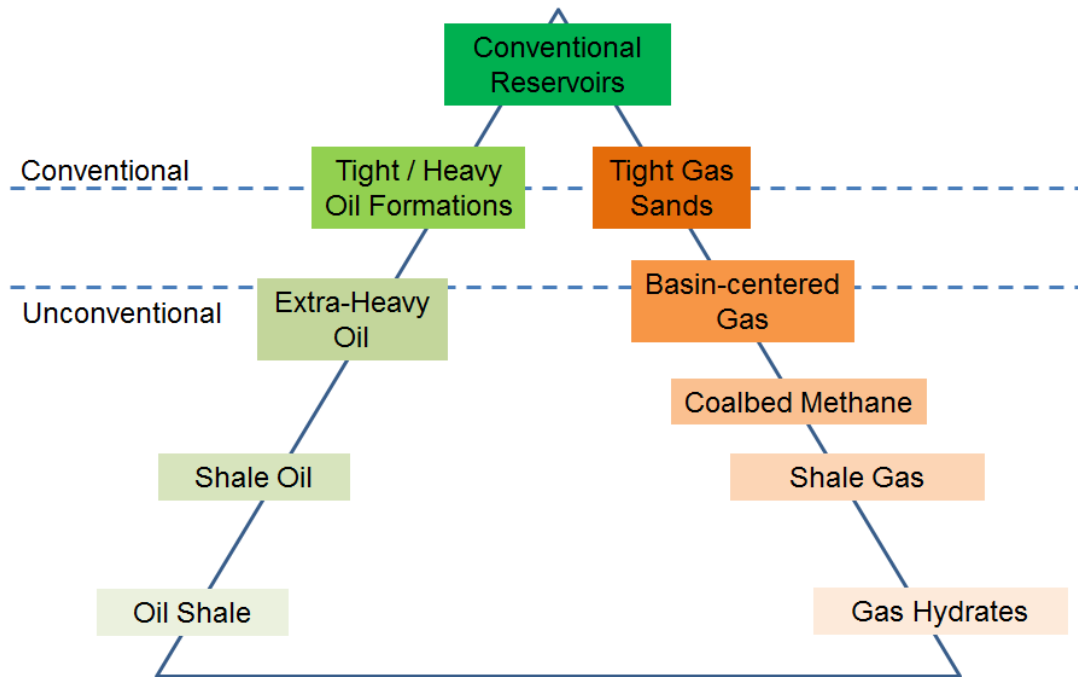 Conventional
Reservoirs
Conventional
Tight / Heavy
Oil Formations
Tight Gas
Sands
Unconventional
Extra-Heavy
Oil
Basin-centered
Gas
Coalbed Methane
Shale Oil
Shale Gas
Oil Shale
Gas Hydrates